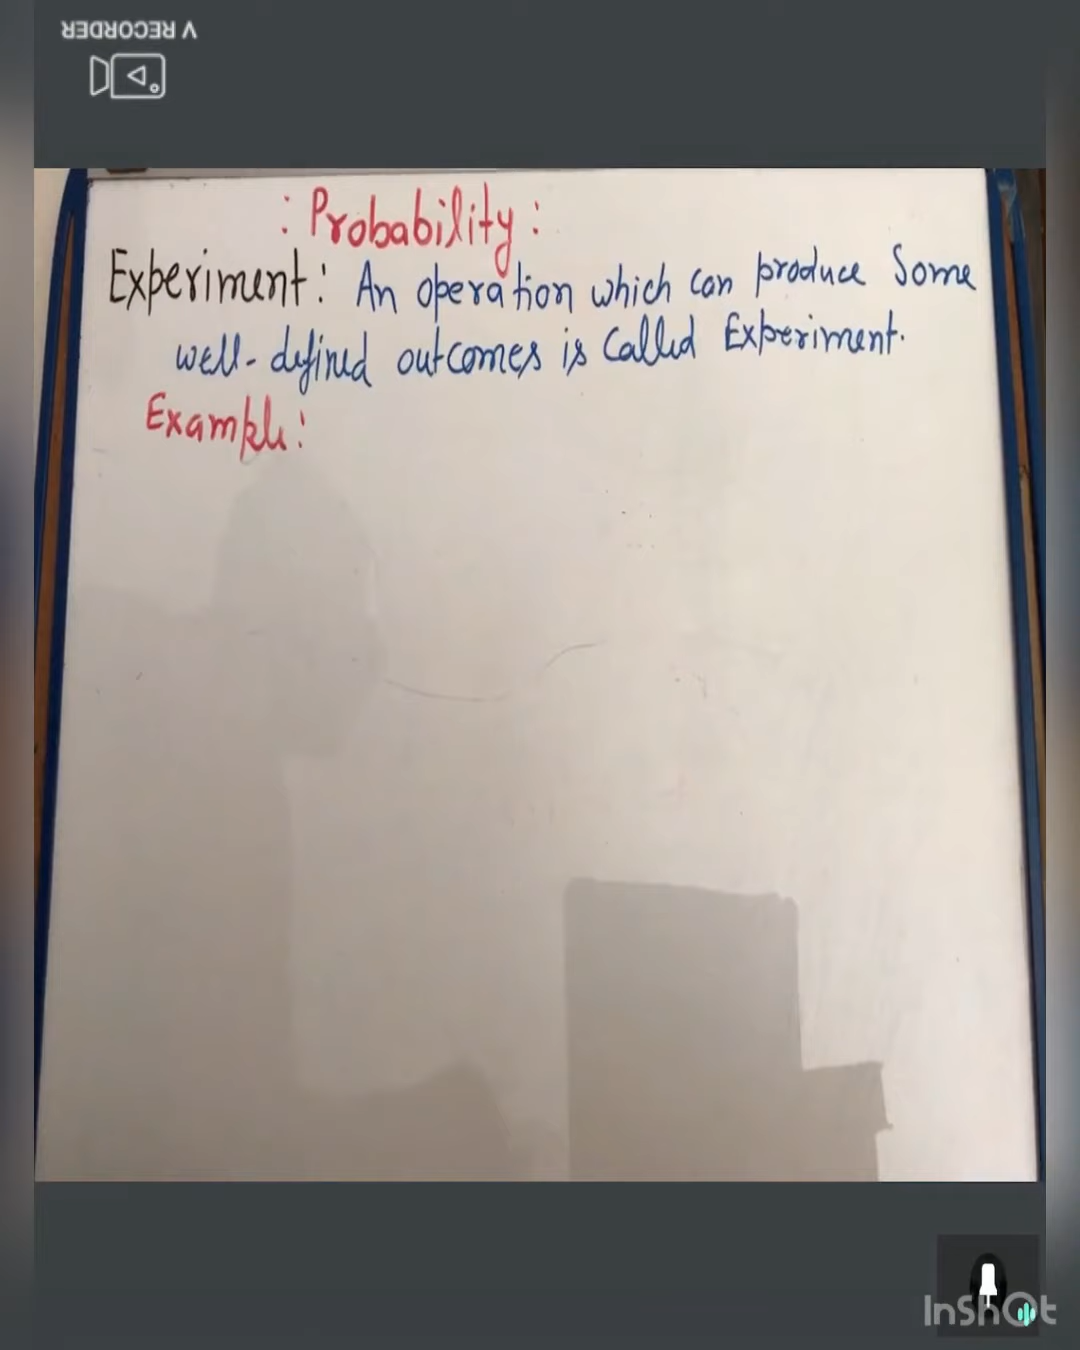 V RECORDER
: Probability :
Experiment: An operation which can produce Some
well-defined outcomes is Called Experiment.
Example:
InShOt